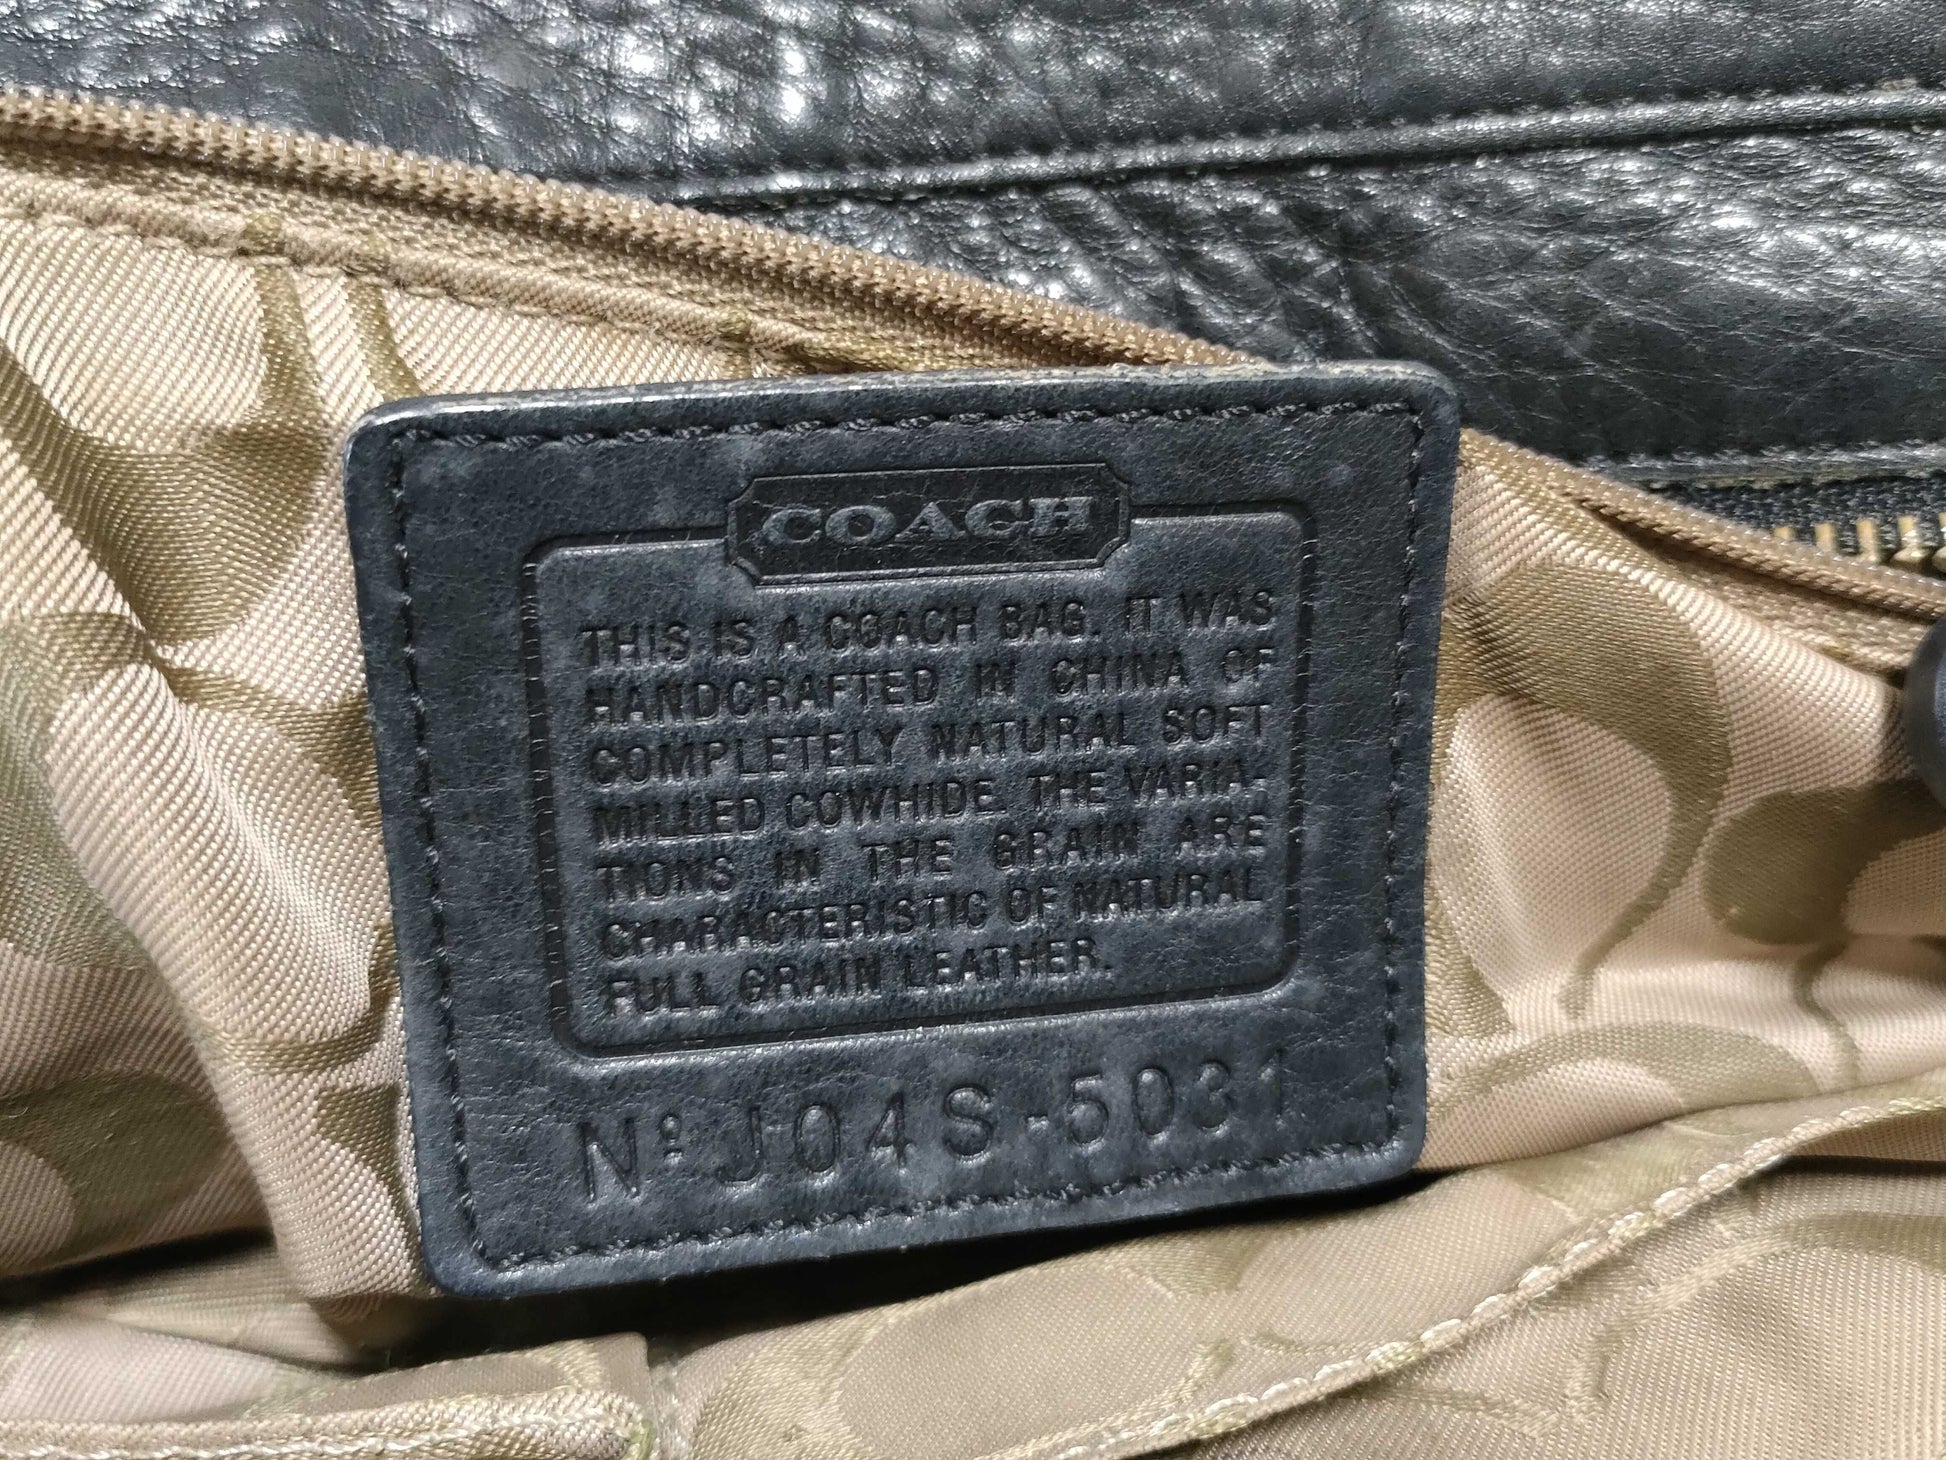 COACH
THIS IS A COACH BAG. IT WAS
HANDCRAFTED IN CHINA OF
COMPLETELY NATURAL SOFT
MILLED COWHIDE. THE VARIA-
TIONS IN THE GRAIN ARE
CHARACTERISTIC OF NATURAL
FULL GRAIN LEATHER.
Nº J04S-5031